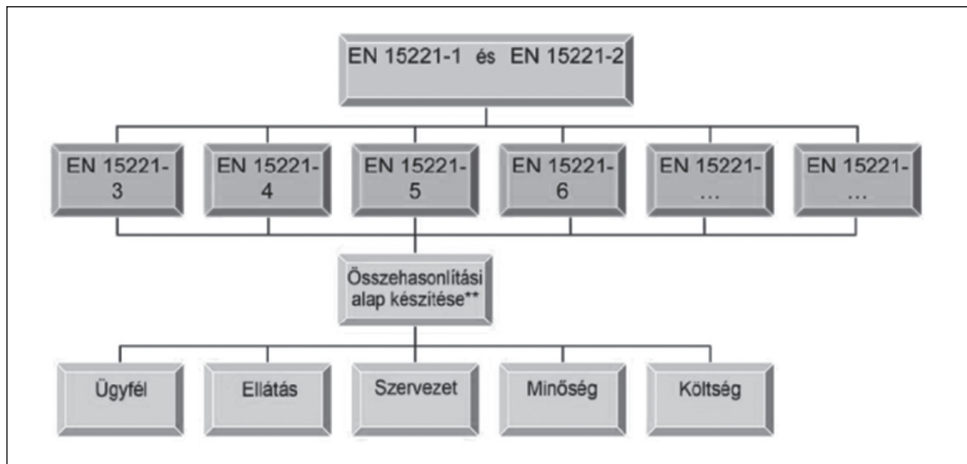 EN 15221-1 és EN 15221-2
EN 15221-
3
EN 15221-
4
EN 15221-
5
EN 15221-
6
EN 15221-
...
EN 15221-
...
Összehasonlítási
alap készítése**
Ügyfél
Ellátás
Szervezet
Minőség
Költség